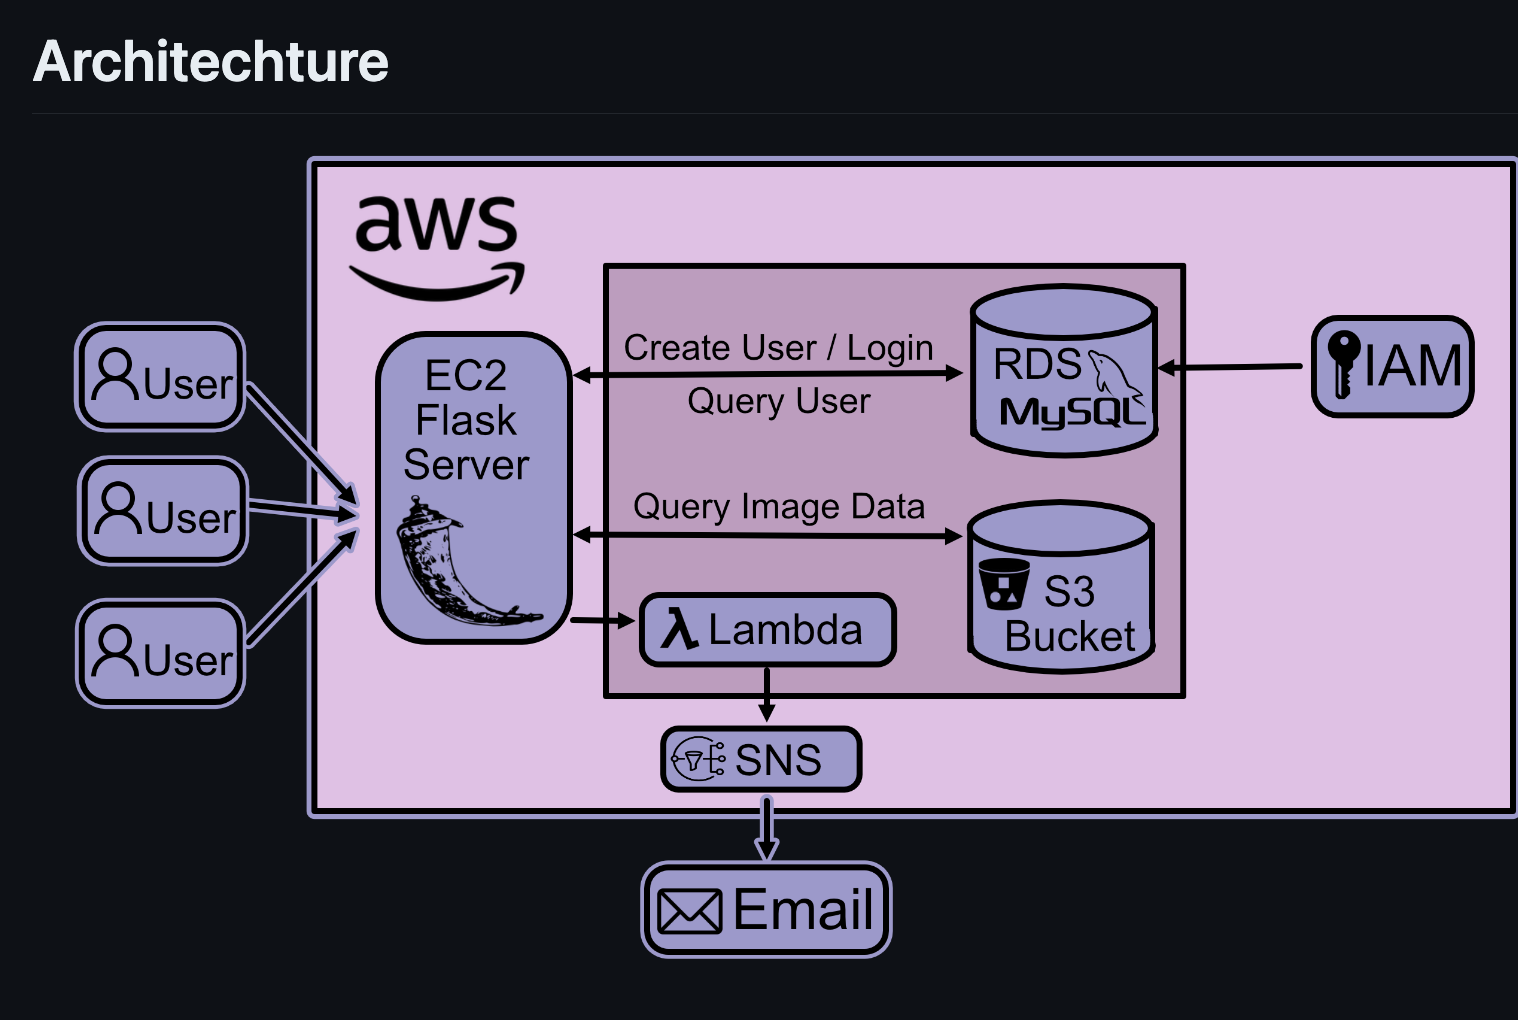 Architechture
aws
User
User
User
EC2
Flask
Server
Create User / Login
Query User
Query Image Data
RDS
MySQL
IAM
S3
Bucket
λ Lambda
SNS
Email